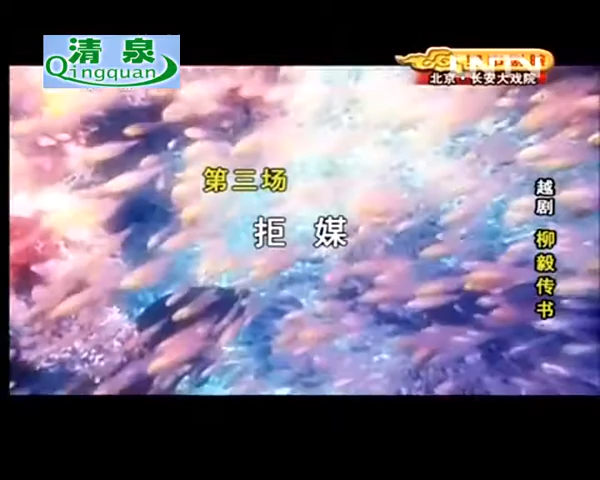 清泉
Qingquan
北京·长安大戏院
第三场
拒 媒
越剧 柳毅传书